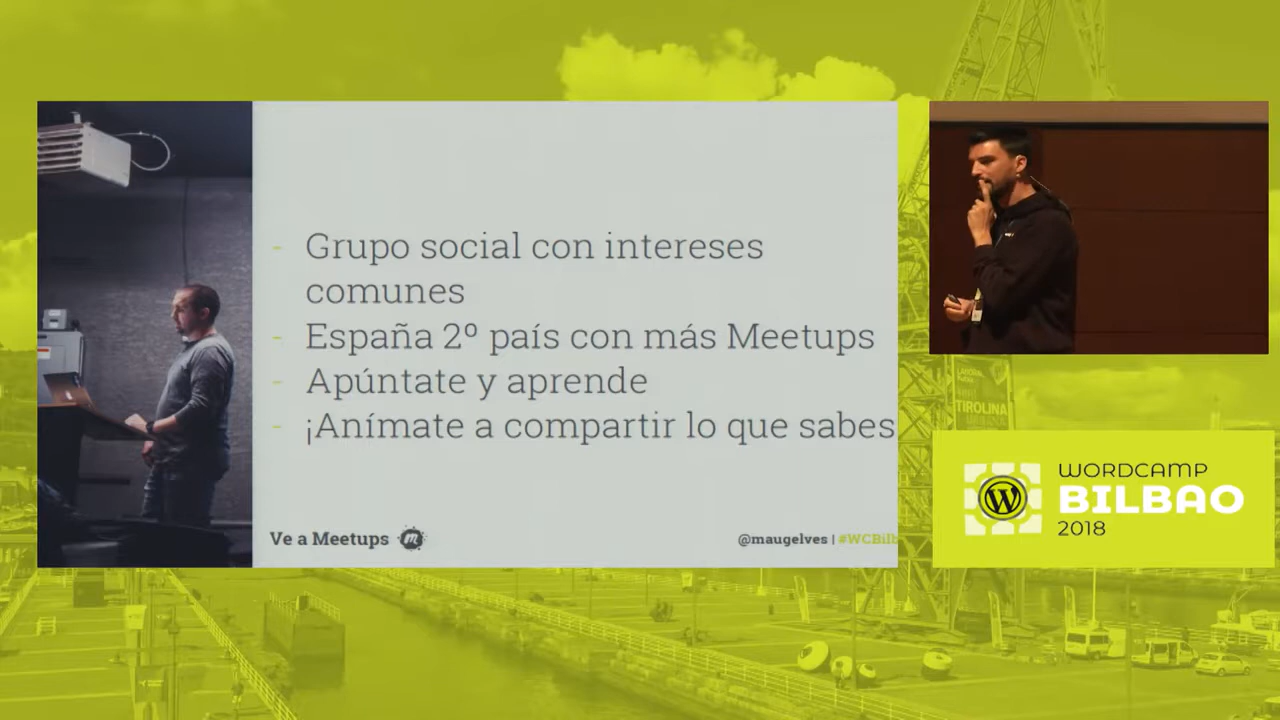 - Grupo social con intereses
comunes
- España 2º país con más Meetups
- Apúntate y aprende
- ¡Anímate a compartir lo que sabes
Ve a Meetups m
@maugelves | #WCBilb
TIROLINA
W
WORDCAMP
BILBAO
2018